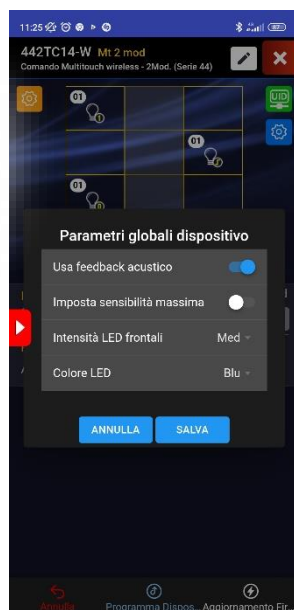 11:25
442TC14-W Mt 2 mod
Comando Multitouch wireless - 2Mod. (Serie 44)
01
UID
01
01
Parametri globali dispositivo
Usa feedback acustico
Imposta sensibilità massima
Intensità LED frontali Med
Colore LED Blu
ANNULLA SALVA
Annulla Programma Dispos.. Aggiornamento Fir